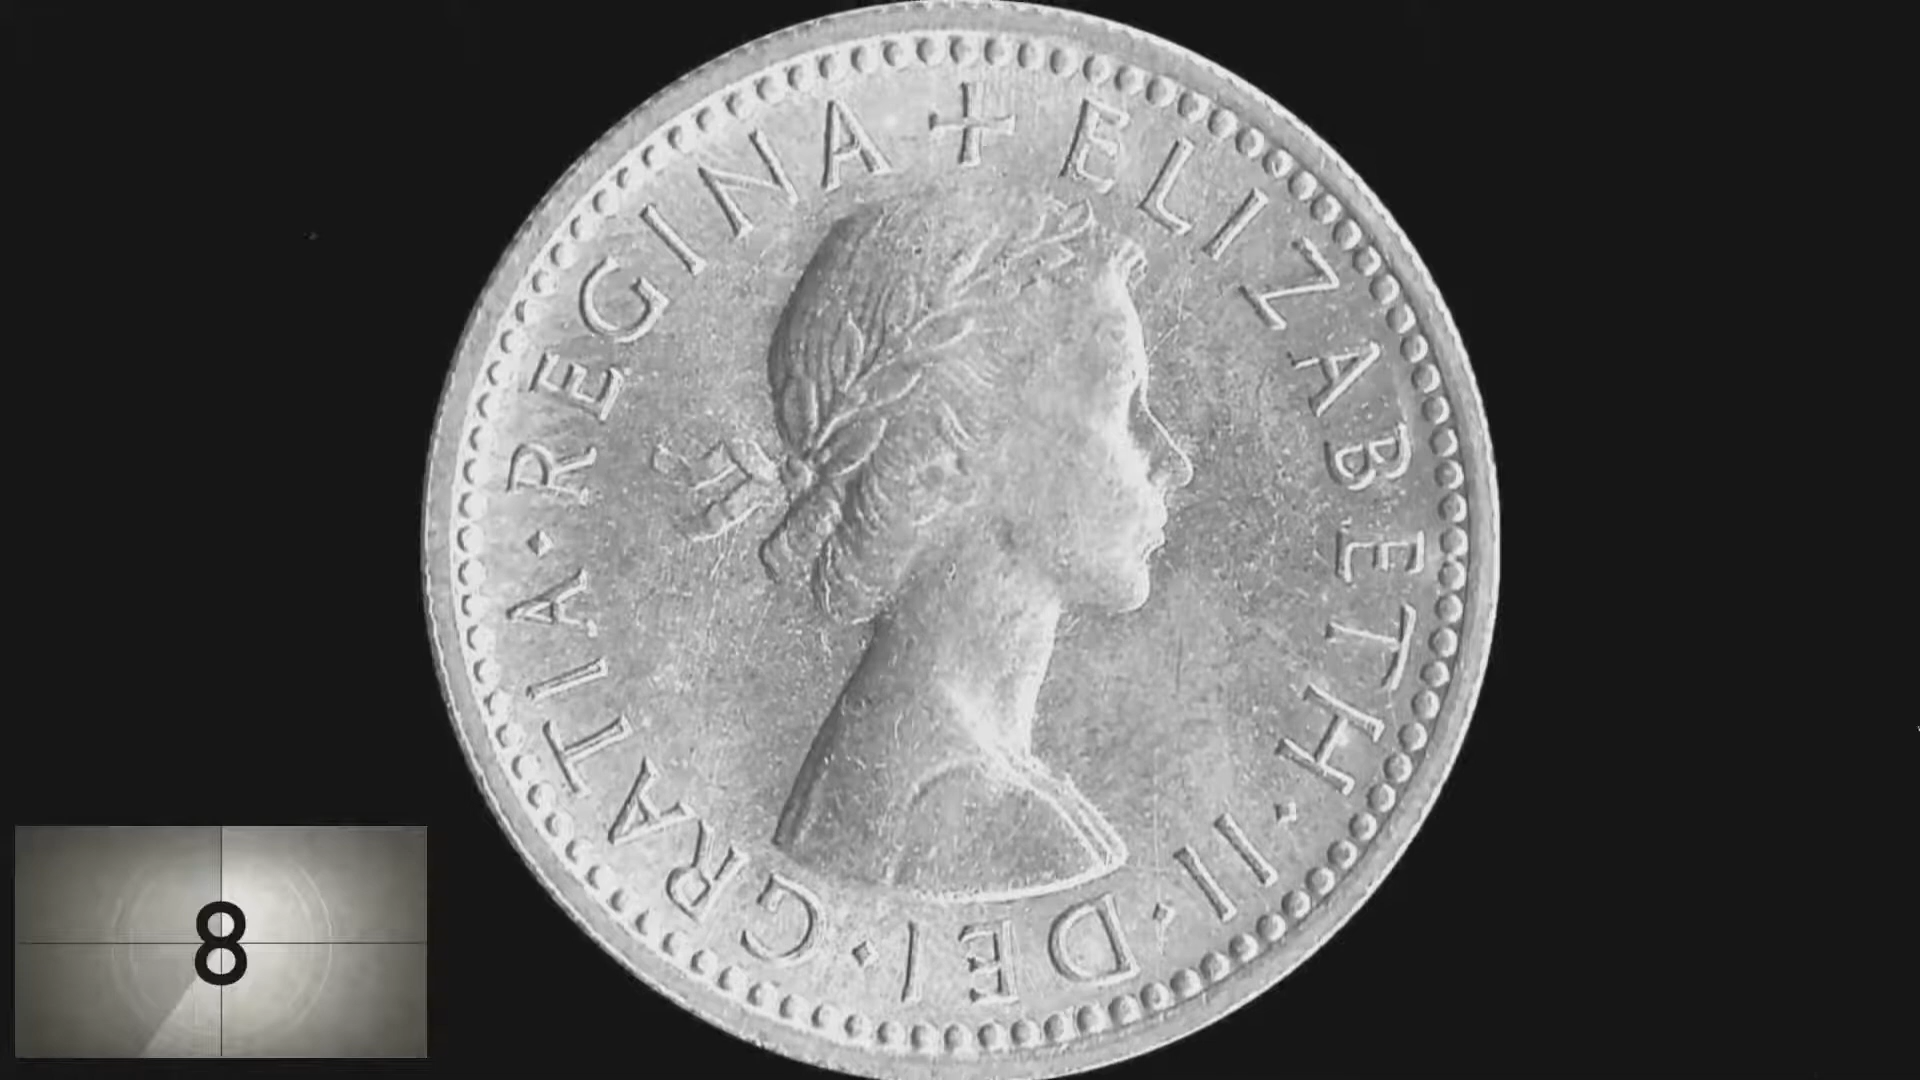 + ELIZABETH · II · DEI · GRATIA · REGINA
8